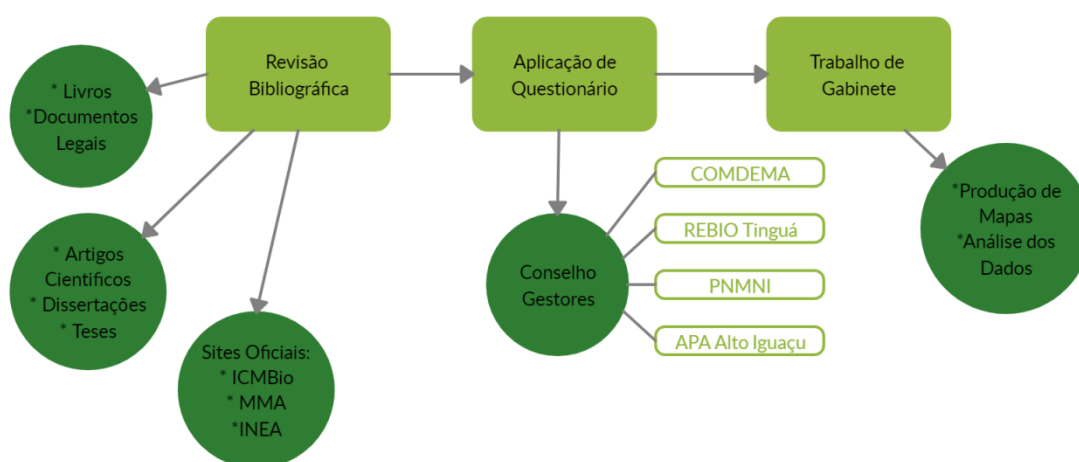 Revisão
Bibliográfica
Aplicação de
Questionário
Trabalho de
Gabinete
* Livros
*Documentos
Legais
* Artigos
Cientificos
* Dissertações
* Teses
Sites Oficiais:
* ICMBio
* MMA
*INEA
Conselho
Gestores
COMDEMA
REBIO Tinguá
PNMNI
APA Alto Iguaçu
*Produção de
Mapas
*Análise dos
Dados